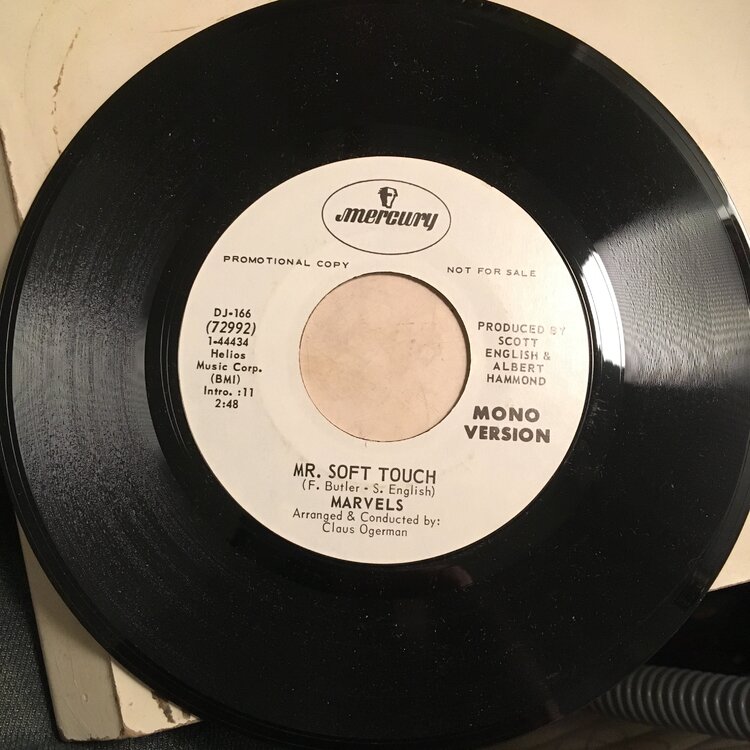 mercury
PROMOTIONAL COPY
NOT FOR SALE
DJ-166
(72992)
1-44434
Helios
Music Corp.
(BMI)
Intro. :11
2:48
PRODUCED BY
SCOTT
ENGLISH &
ALBERT
HAMMOND
MONO
VERSION
MR. SOFT TOUCH
(F. Butler - S. English)
MARVELS
Arranged & Conducted by:
Claus Ogerman